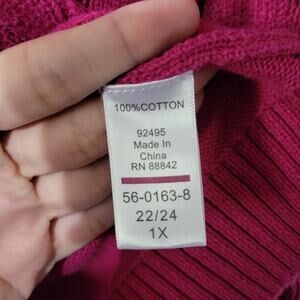 100%COTTON
92495
Made In
China
RN 88842
56-0163-8
22/24
1X